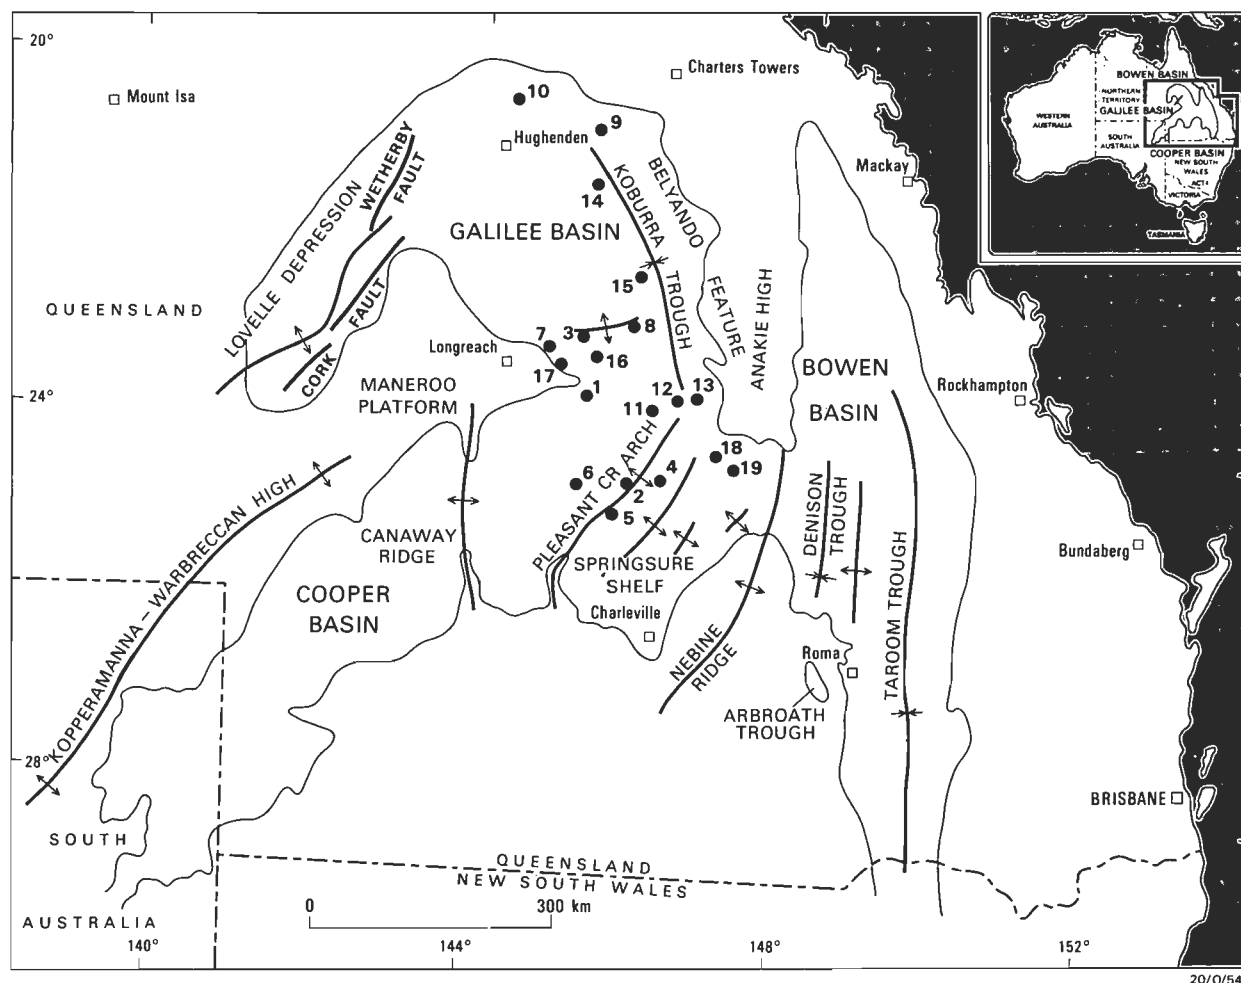 20°
Mount Isa
Charters Towers
10
9
Hughenden
WETHERBY
FAULT
14
KOBURRA
TROUGH
BELYANDO
FEATURE
Mackay
GALILEE BASIN
LOVELLE DEPRESSION
15
QUEENSLAND
FAULT
CORK
7
3
8
ANAKIE HIGH
Longreach
17
16
BOWEN
BASIN
MANEROO
PLATFORM
1
12
13
Rockhampton
24°
11
PLEASANT CR ARCH
18
19
6
2
4
5
KOPPERAMANNA – WARBRECCAN HIGH
CANAWAY
RIDGE
DENISON
TROUGH
TAROOM TROUGH
Bundaberg
SPRINGSURE
SHELF
COOPER
BASIN
Charleville
NEBINE
RIDGE
Roma
ARBROATH
TROUGH
28°
BRISBANE
SOUTH
AUSTRALIA
QUEENSLAND
NEW SOUTH WALES
0
300 km
140°
144°
148°
152°
20/0/54
BOWEN BASIN
NORTHERN
TERRITORY
GALILEE BASIN
WESTERN
AUSTRALIA
SOUTH
AUSTRALIA
COOPER BASIN
NEW SOUTH
WALES
ACT
VICTORIA
TASMANIA